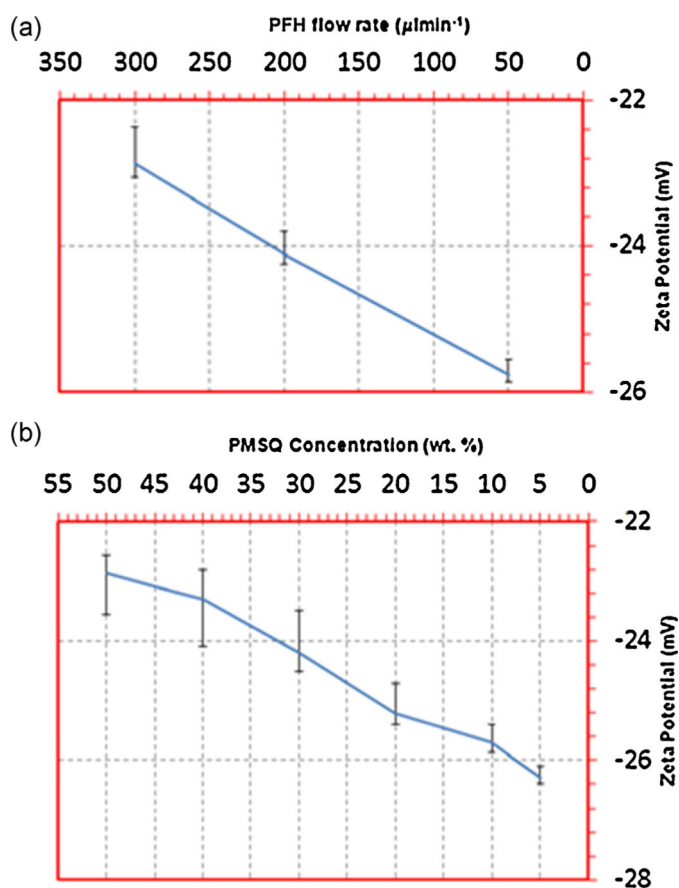 (a)
PFH flow rate (µlmin-1)
350 300 250 200 150 100 50 0
-22
-24
-26
Zeta Potential (mV)
(b)
PMSQ Concentration (wt. %)
55 50 45 40 35 30 25 20 15 10 5 0
-22
-24
-26
-28
Zeta Potential (mV)